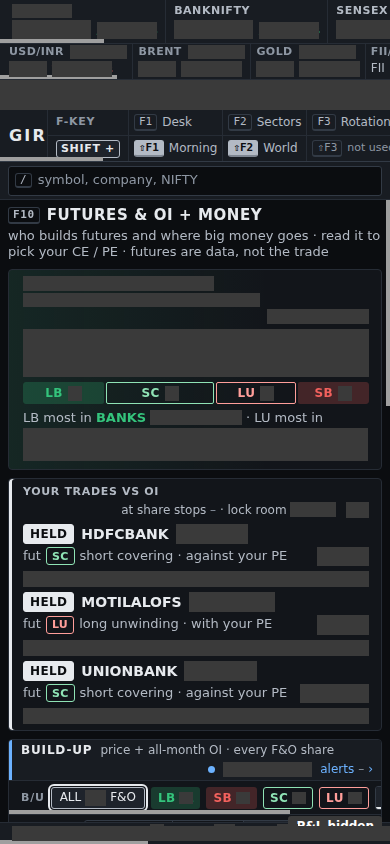 BANKNIFTY SENSEX
USD/INR BRENT GOLD FII/
FII
GIR F-KEY F1 Desk F2 Sectors F3 Rotation
SHIFT + ⇧F1 Morning ⇧F2 World ⇧F3 not used
/ symbol, company, NIFTY
F10 FUTURES & OI + MONEY
who builds futures and where big money goes · read it to
pick your CE / PE · futures are data, not the trade
LB SC LU SB
LB most in BANKS · LU most in
YOUR TRADES VS OI
at share stops – · lock room
HELD HDFCBANK
fut SC short covering · against your PE
HELD MOTILALOFS
fut LU long unwinding · with your PE
HELD UNIONBANK
fut SC short covering · against your PE
BUILD-UP price + all-month OI · every F&O share
alerts – ›
B/U ALL F&O LB SB SC LU
P&L hidden